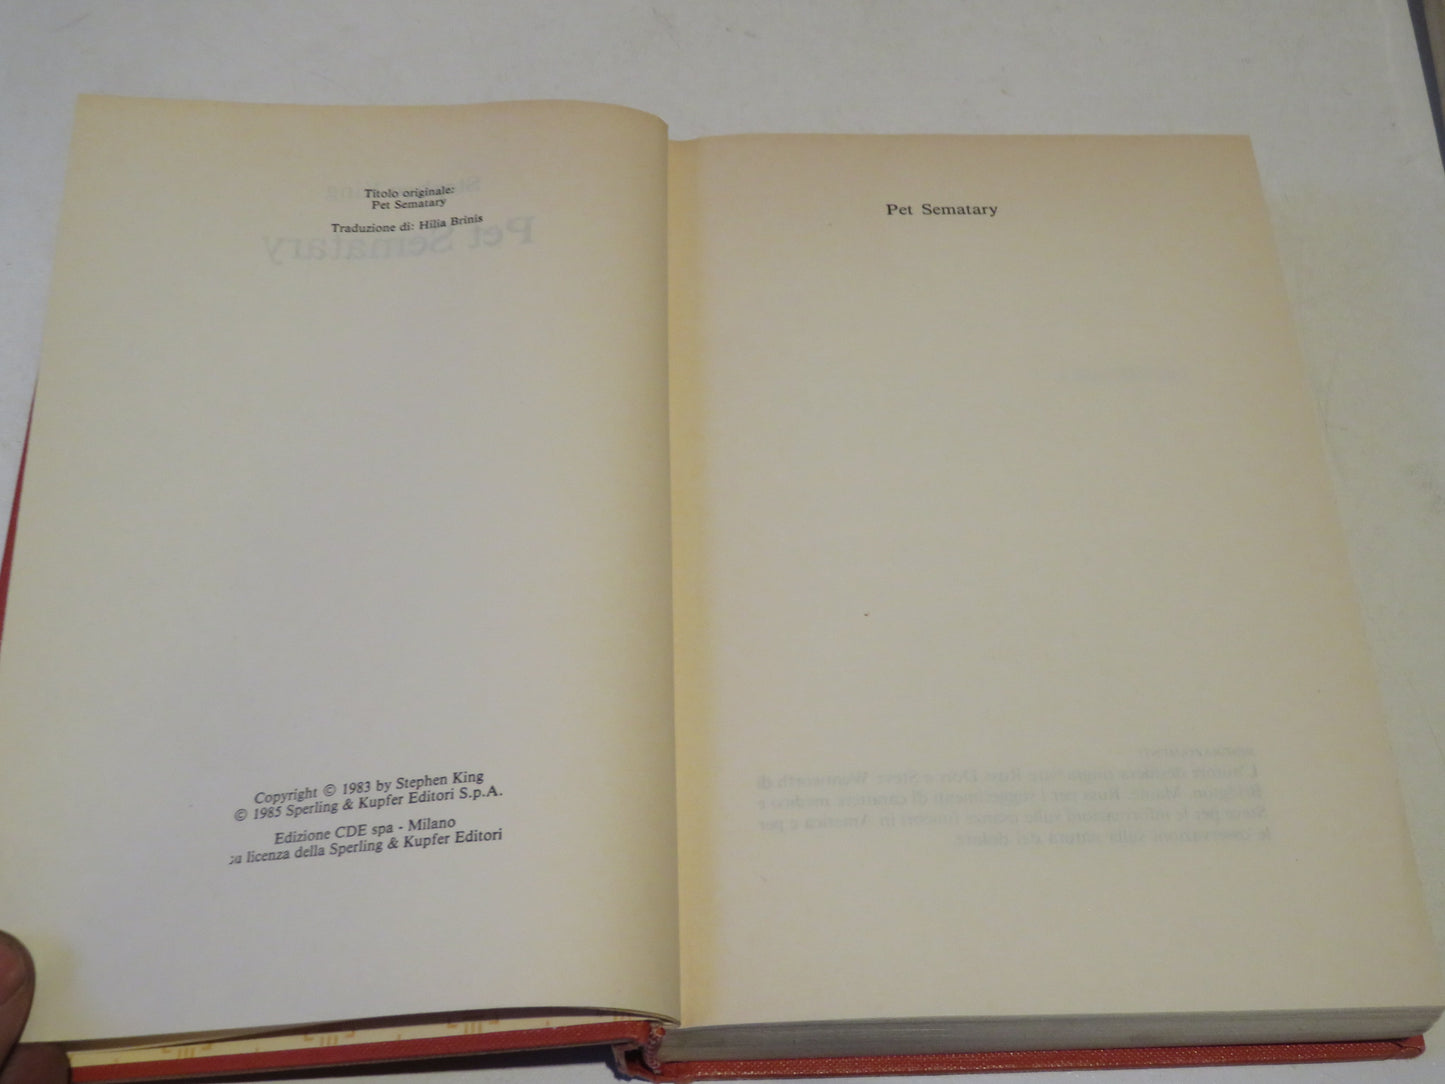 Titolo originale:
Pet Sematary
Traduzione di: Hilia Brinis
Copyright © 1983 by Stephen King
© 1985 Sperling & Kupfer Editori S.p.A.
Edizione CDE spa - Milano
su licenza della Sperling & Kupfer Editori
Pet Sematary